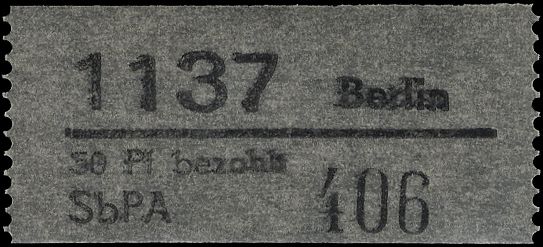 1137 Berlin
50 Pf bezahlt
SbPA 406